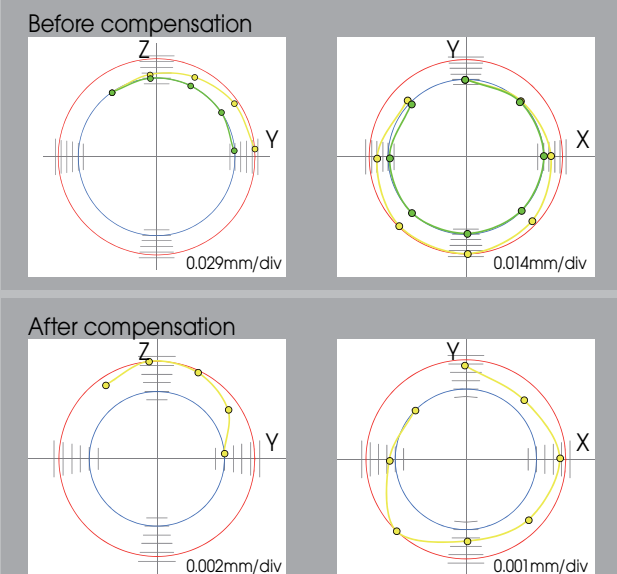 Before compensation
Z
Y
0.029mm/div
Y
X
0.014mm/div
After compensation
Z
Y
0.002mm/div
Y
X
0.001mm/div